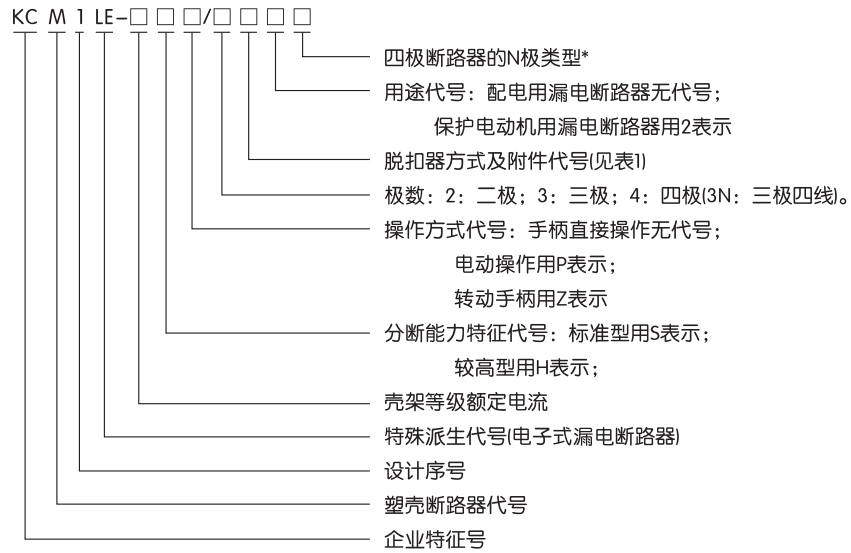 KC M 1 LE-□ □ □/□ □ □ □
四极断路器的N极类型*
用途代号：配电用漏电断路器无代号；
保护电动机用漏电断路器用2表示
脱扣器方式及附件代号(见表1)
极数：2：二极；3：三极；4：四极(3N：三极四线)。
操作方式代号：手柄直接操作无代号；
电动操作用P表示；
转动手柄用Z表示
分断能力特征代号：标准型用S表示；
较高型用H表示；
壳架等级额定电流
特殊派生代号(电子式漏电断路器)
设计序号
塑壳断路器代号
企业特征号